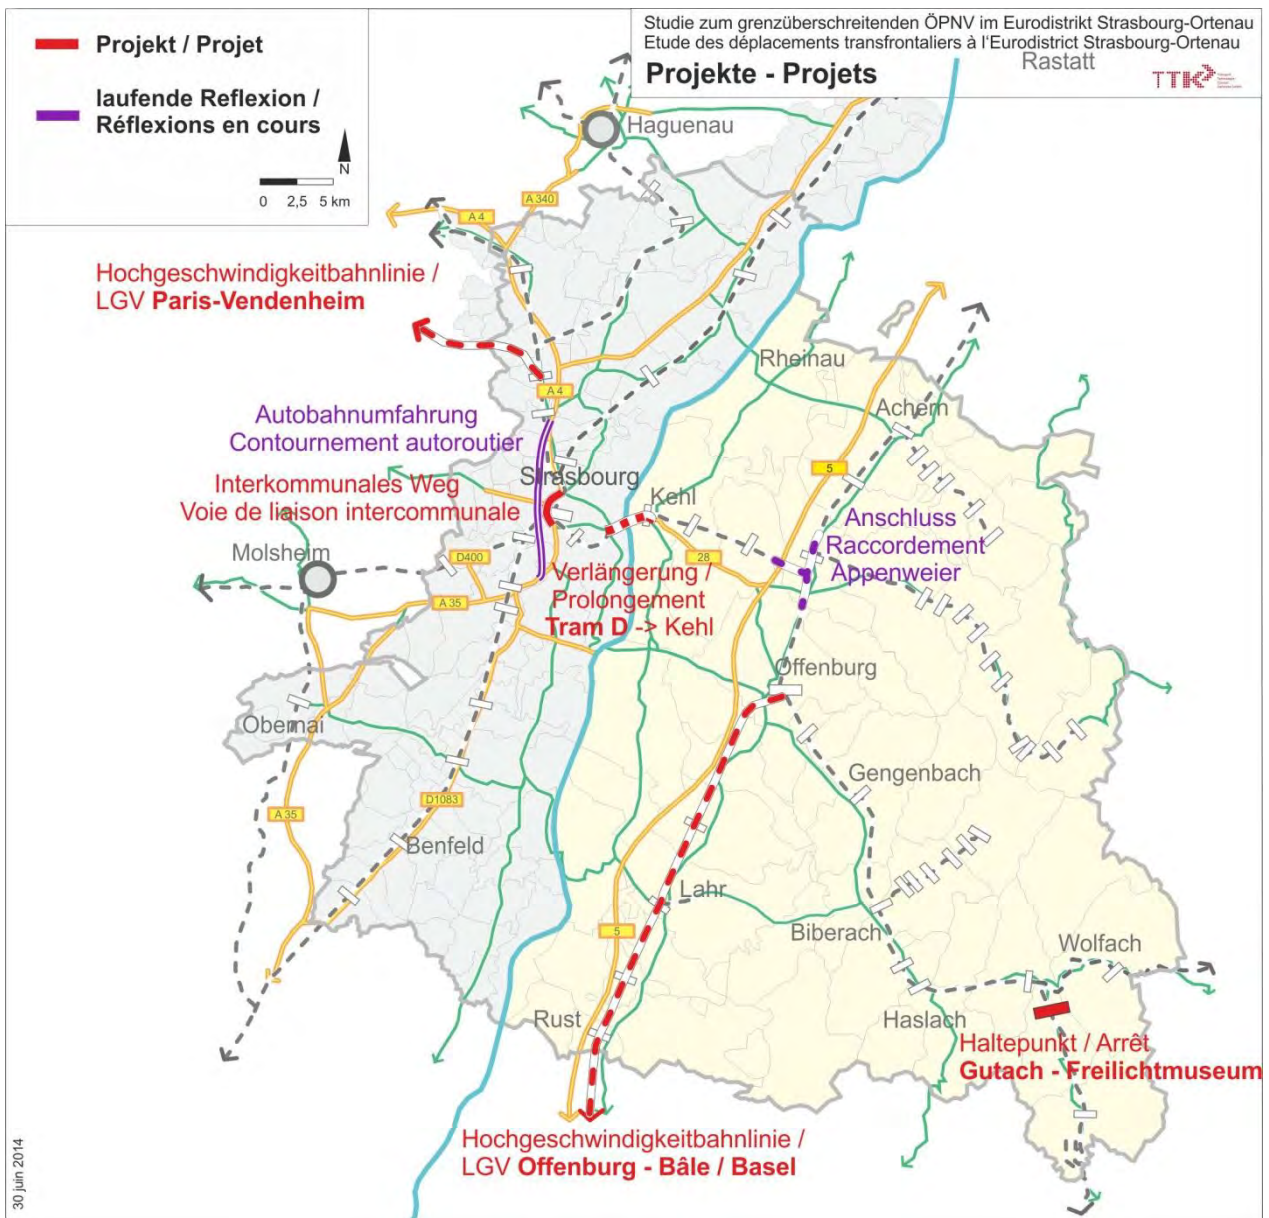 Projekt / Projet
laufende Reflexion /
Réflexions en cours
N
0 2,5 5 km
Studie zum grenzüberschreitenden ÖPNV im Eurodistrikt Strasbourg-Ortenau
Etude des déplacements transfrontaliers à l'Eurodistrict Strasbourg-Ortenau
Projekte - Projets
TTK
Rastatt
Haguenau
A 340
A 4
Hochgeschwindigkeitbahnlinie /
LGV Paris-Vendenheim
Rheinau
A 4
Achern
Autobahnumfahrung
Contournement autoroutier
5
Strasbourg
Interkommunales Weg
Voie de liaison intercommunale
Kehl
Anschluss
Raccordement
Appenweier
Molsheim
D400
28
Verlängerung /
Prolongement
Tram D -> Kehl
A 35
Offenburg
Obernai
Gengenbach
D1083
A 35
Benfeld
Lahr
5
Biberach
Wolfach
Rust
Haslach
Haltepunkt / Arrêt
Gutach - Freilichtmuseum
Hochgeschwindigkeitbahnlinie /
LGV Offenburg - Bâle / Basel
30 juin 2014